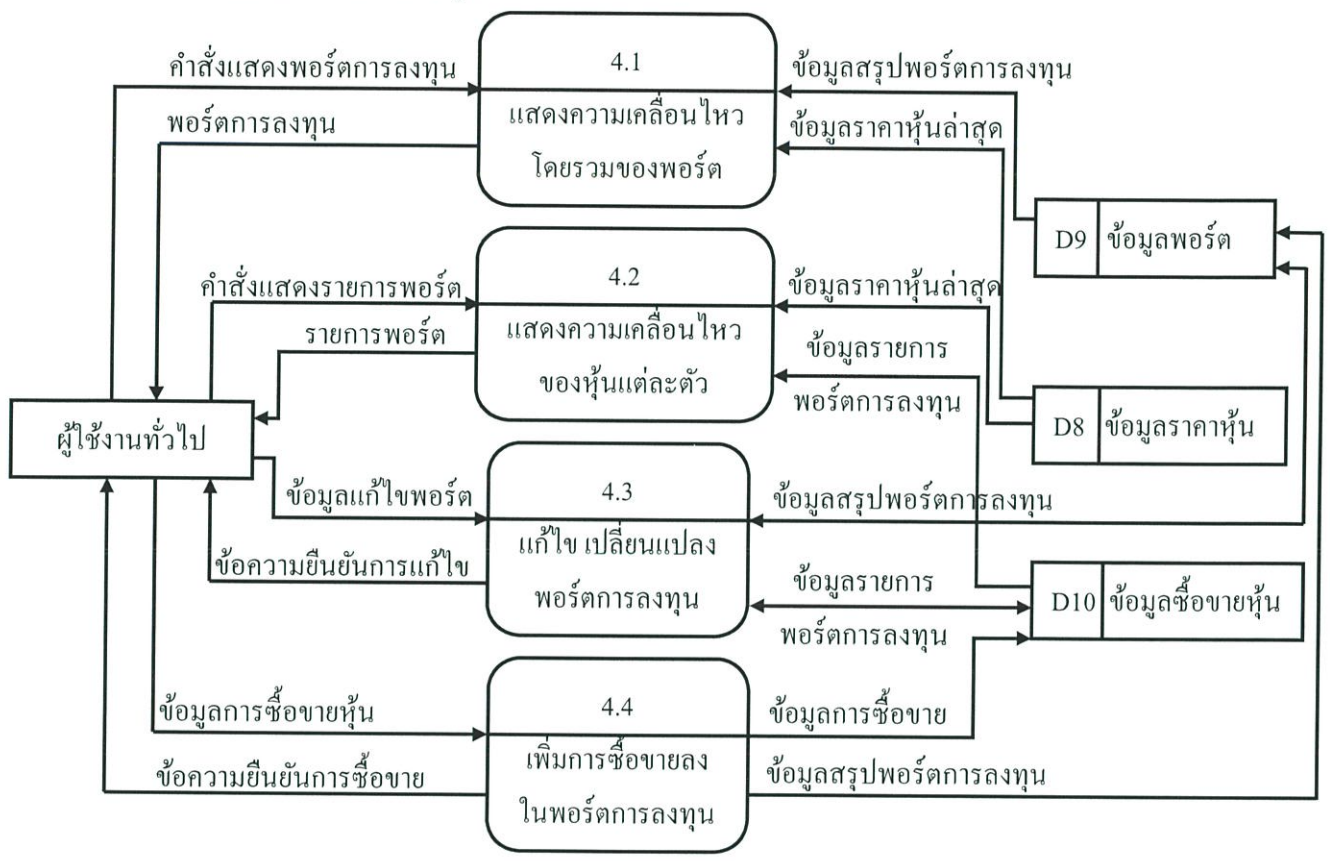 4.1
คำสั่งแสดงพอร์ตการลงทุน
ข้อมูลสรุปพอร์ตการลงทุน
แสดงความเคลื่อนไหว
โดยรวมของพอร์ต
พอร์ตการลงทุน
ข้อมูลราคาหุ้นล่าสุด
D9 ข้อมูลพอร์ต
4.2
คำสั่งแสดงรายการพอร์ต
ข้อมูลราคาหุ้นล่าสุด
แสดงความเคลื่อนไหว
ของหุ้นแต่ละตัว
รายการพอร์ต
ข้อมูลรายการ
พอร์ตการลงทุน
ผู้ใช้งานทั่วไป
D8 ข้อมูลราคาหุ้น
4.3
ข้อมูลแก้ไขพอร์ต
ข้อมูลสรุปพอร์ตการลงทุน
แก้ไข เปลี่ยนแปลง
พอร์ตการลงทุน
ข้อความยืนยันการแก้ไข
ข้อมูลรายการ
พอร์ตการลงทุน
D10 ข้อมูลซื้อขายหุ้น
4.4
ข้อมูลการซื้อขายหุ้น
ข้อมูลการซื้อขาย
เพิ่มการซื้อขายลง
ในพอร์ตการลงทุน
ข้อความยืนยันการซื้อขาย
ข้อมูลสรุปพอร์ตการลงทุน